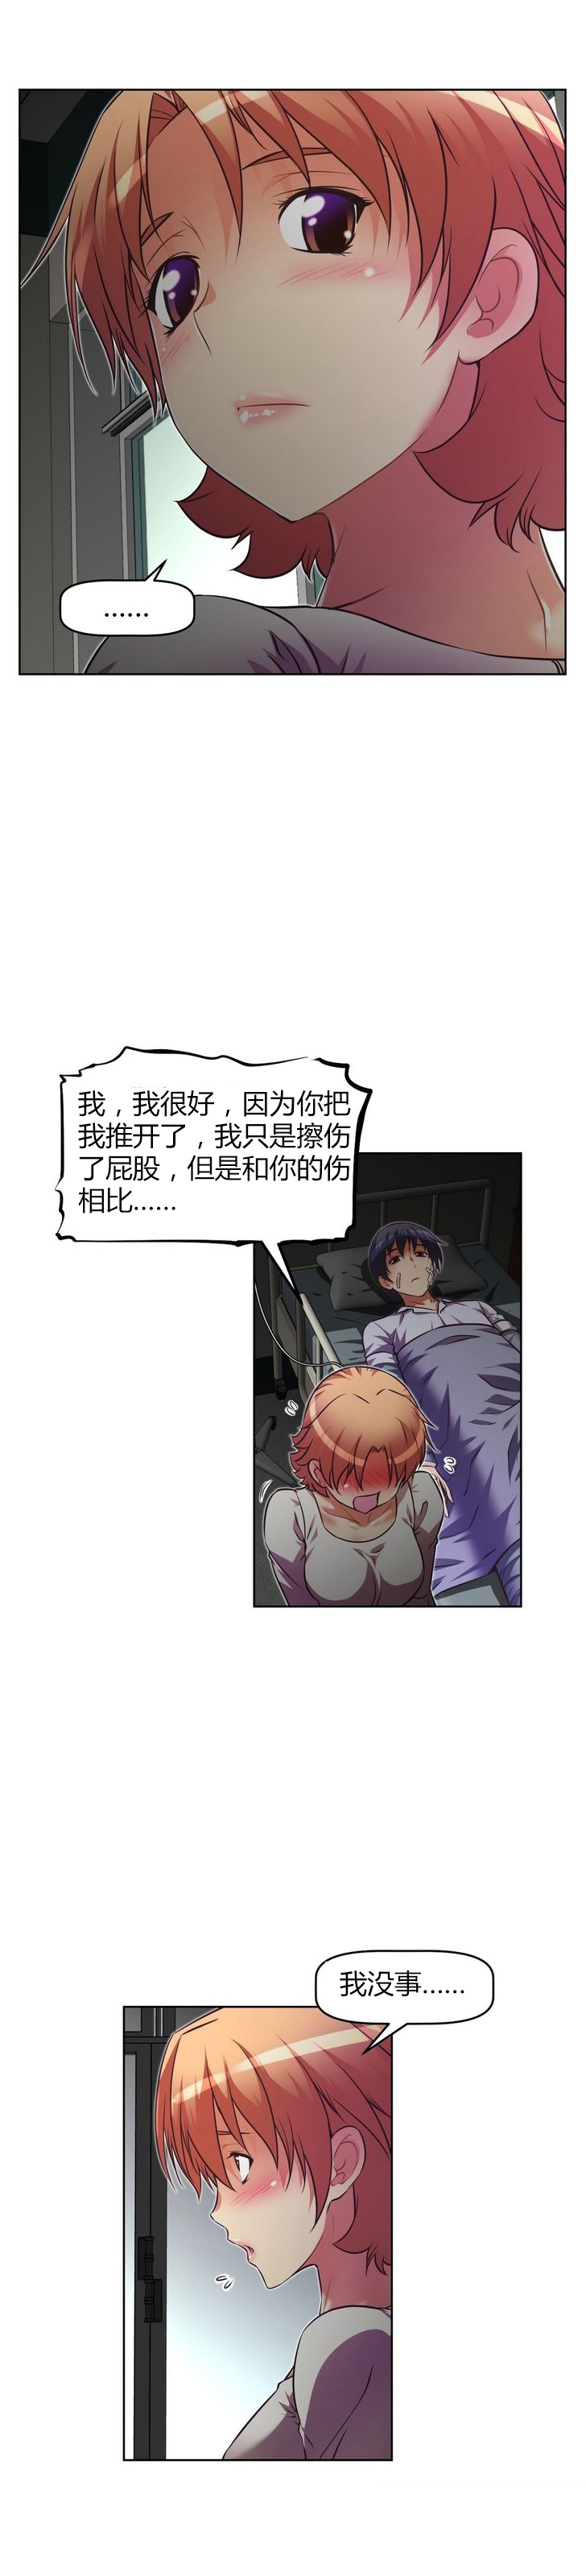 ......
我，我很好，因为你把
我推开了，我只是擦伤
了屁股，但是和你的伤
相比......
我没事......